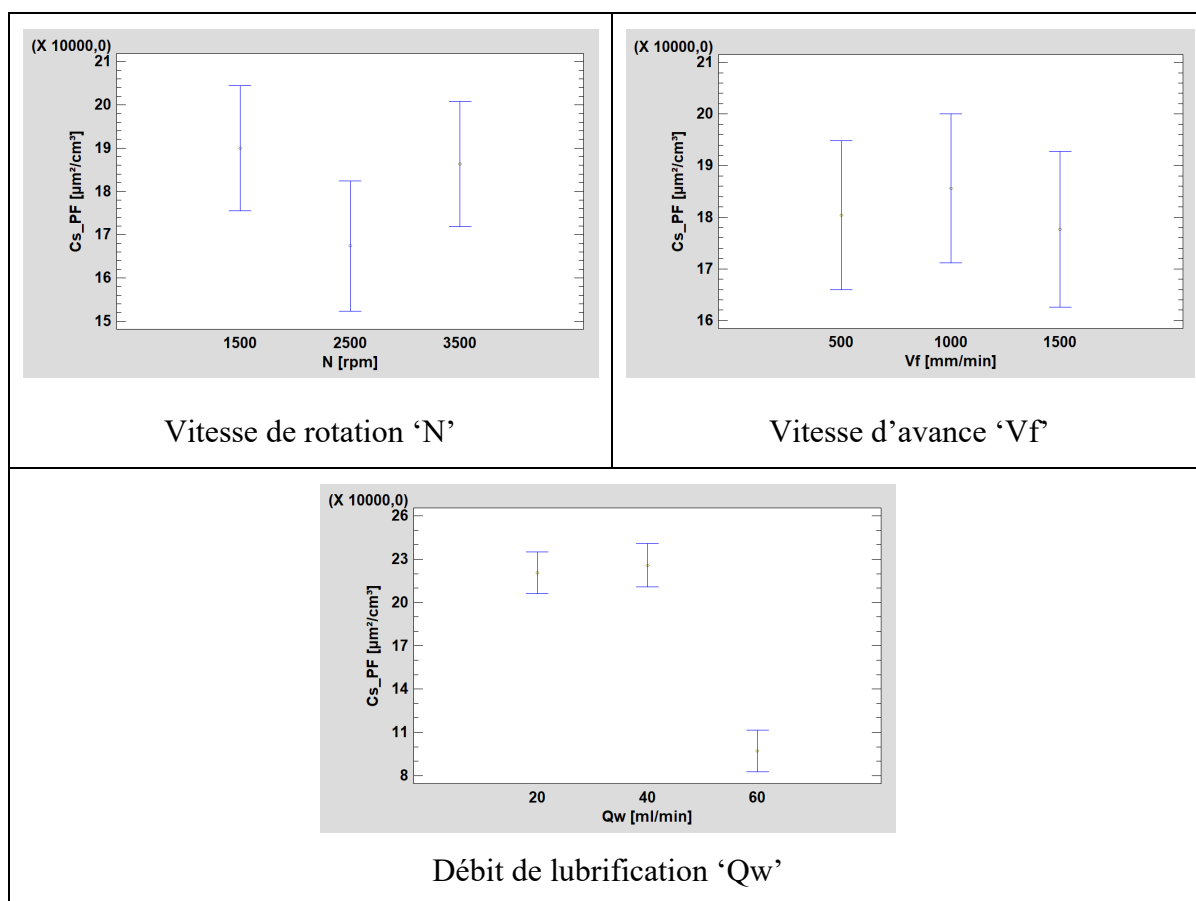 (X 10000,0)
21
20
19
18
17
16
15
Cs_PF [µm²/cm³]
1500 2500 3500
N [rpm]
Vitesse de rotation ‘N’
(X 10000,0)
21
20
19
18
17
16
Cs_PF [µm²/cm³]
500 1000 1500
Vf [mm/min]
Vitesse d’avance ‘Vf’
(X 10000,0)
26
23
20
17
14
11
8
Cs_PF [µm²/cm³]
20 40 60
Qw [ml/min]
Débit de lubrification ‘Qw’